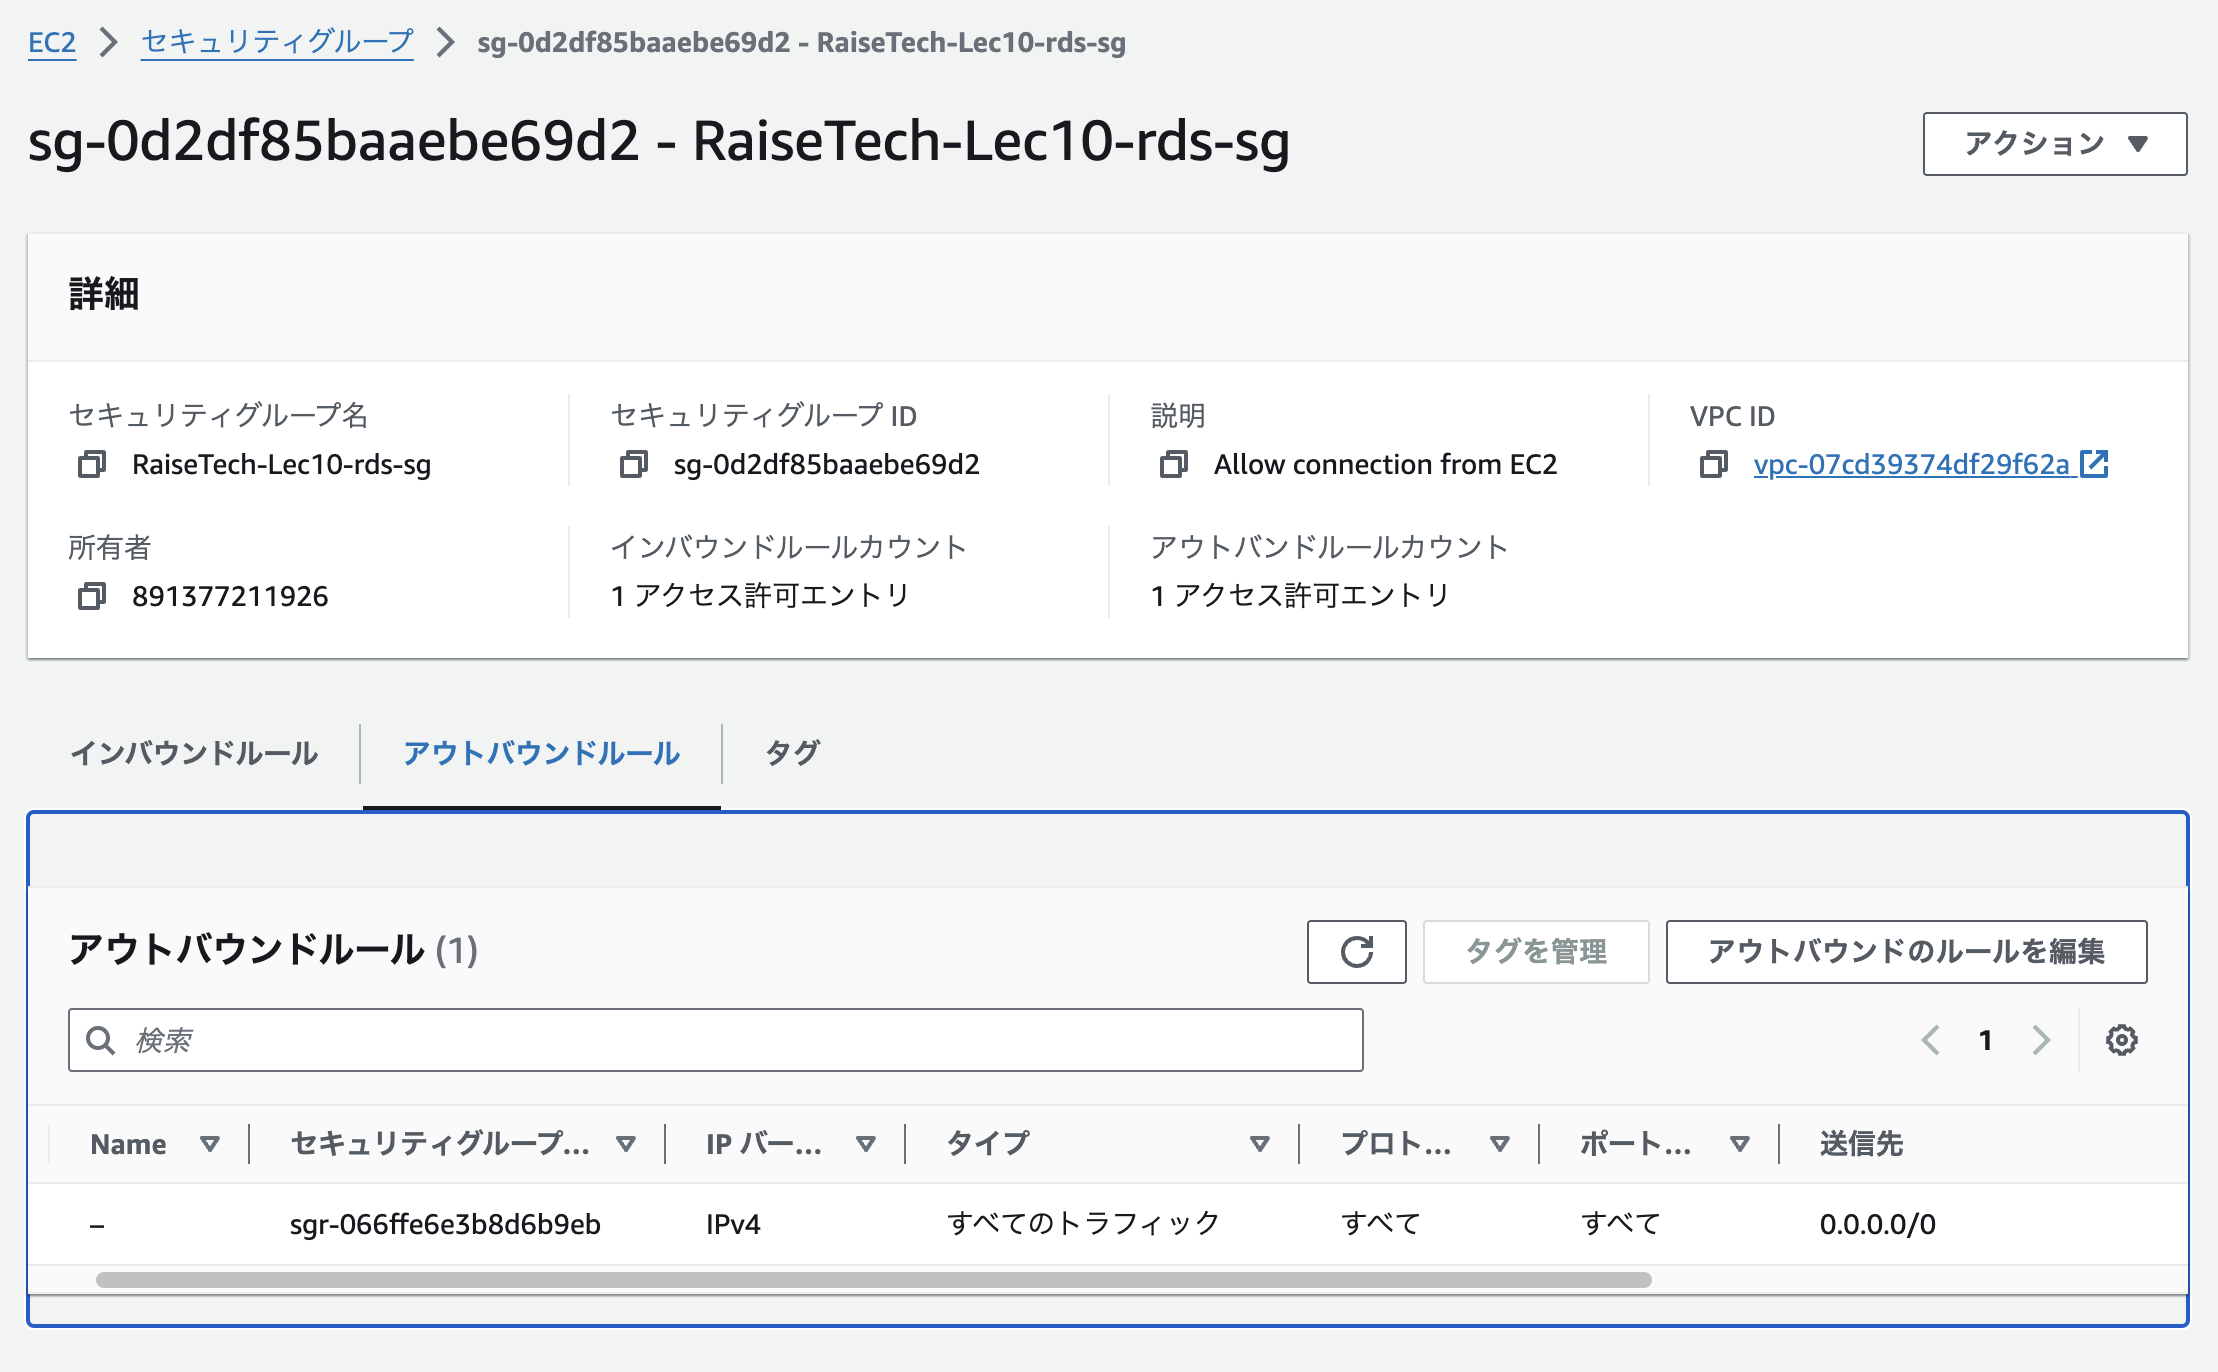 EC2 セキュリティグループ sg-0d2df85baaebe69d2 - RaiseTech-Lec10-rds-sg
sg-0d2df85baaebe69d2 - RaiseTech-Lec10-rds-sg
アクション
詳細
セキュリティグループ名
RaiseTech-Lec10-rds-sg
セキュリティグループ ID
sg-0d2df85baaebe69d2
説明
Allow connection from EC2
VPC ID
vpc-07cd39374df29f62a
所有者
891377211926
インバウンドルールカウント
1 アクセス許可エントリ
アウトバンドルールカウント
1 アクセス許可エントリ
インバウンドルール アウトバウンドルール タグ
アウトバウンドルール (1)
タグを管理 アウトバウンドのルールを編集
検索
1
Name セキュリティグループ... IP バー... タイプ プロト... ポート... 送信先
– sgr-066ffe6e3b8d6b9eb IPv4 すべてのトラフィック すべて すべて 0.0.0.0/0